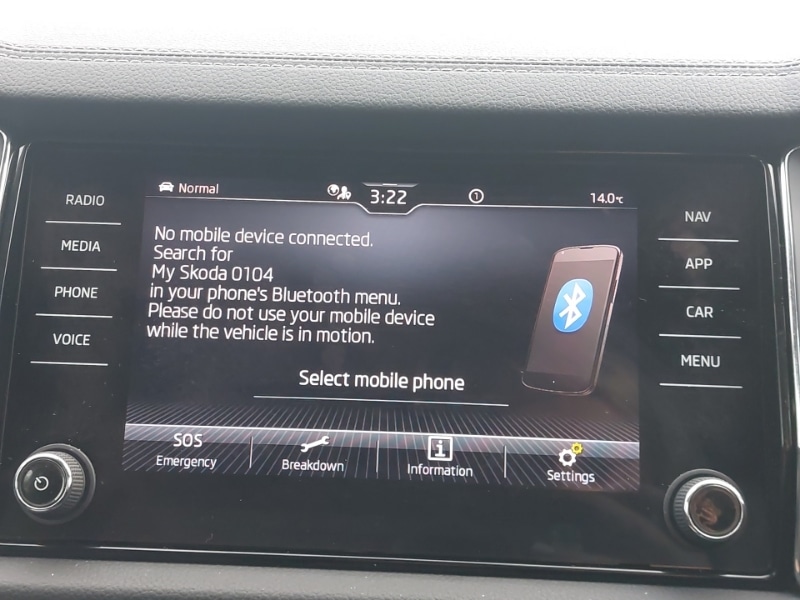 Normal
3:22
1
14.0°C
RADIO
MEDIA
PHONE
VOICE
No mobile device connected.
Search for
My Skoda 0104
in your phone's Bluetooth menu.
Please do not use your mobile device
while the vehicle is in motion.
Select mobile phone
SOS
Emergency
Breakdown
i
Information
Settings
NAV
APP
CAR
MENU